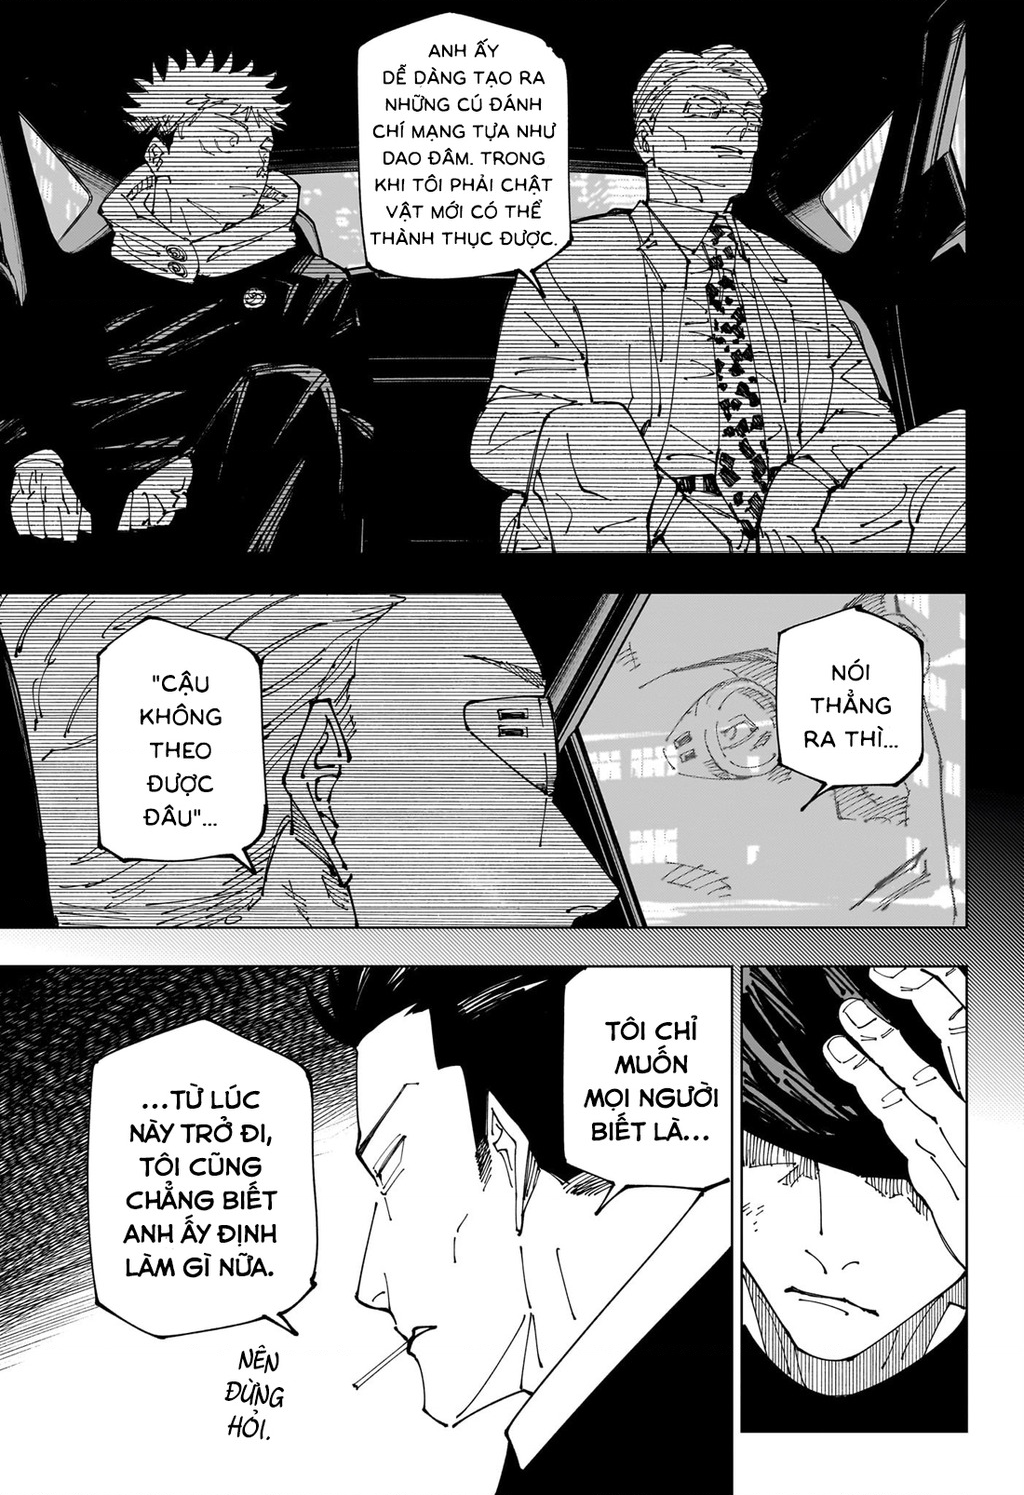 ANH ẤY
DỄ DÀNG TẠO RA
NHỮNG CÚ ĐÁNH
CHÍ MẠNG TỰA NHƯ
DAO ĐÂM. TRONG
KHI TÔI PHẢI CHẬT
VẬT MỚI CÓ THỂ
THÀNH THỤC ĐƯỢC.
NÓI
THẲNG
RA THÌ...
"CẬU
KHÔNG
THEO
ĐƯỢC
ĐÂU"...
TÔI CHỈ
MUỐN
MỌI NGƯỜI
BIẾT LÀ...
...TỪ LÚC
NÀY TRỞ ĐI,
TÔI CŨNG
CHẲNG BIẾT
ANH ẤY ĐỊNH
LÀM GÌ NỮA.
NÊN
ĐỪNG
HỎI.